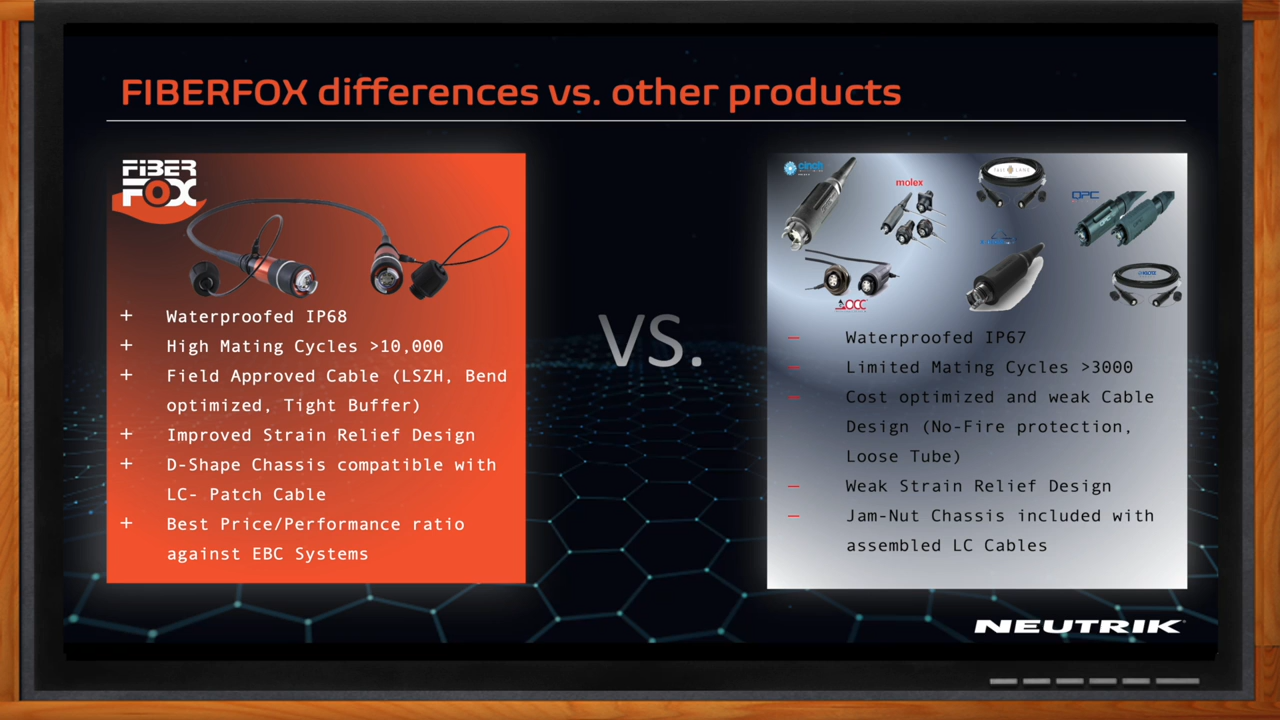 FIBERFOX differences vs. other products
FiBER
FOX
+ Waterproofed IP68
+ High Mating Cycles >10,000
+ Field Approved Cable (LSZH, Bend
optimized, Tight Buffer)
+ Improved Strain Relief Design
+ D-Shape Chassis compatible with
LC- Patch Cable
+ Best Price/Performance ratio
against EBC Systems
VS.
cinch
molex
QPC
OCC
— Waterproofed IP67
— Limited Mating Cycles >3000
— Cost optimized and weak Cable
Design (No-Fire protection,
Loose Tube)
— Weak Strain Relief Design
— Jam-Nut Chassis included with
assembled LC Cables
NEUTRIK